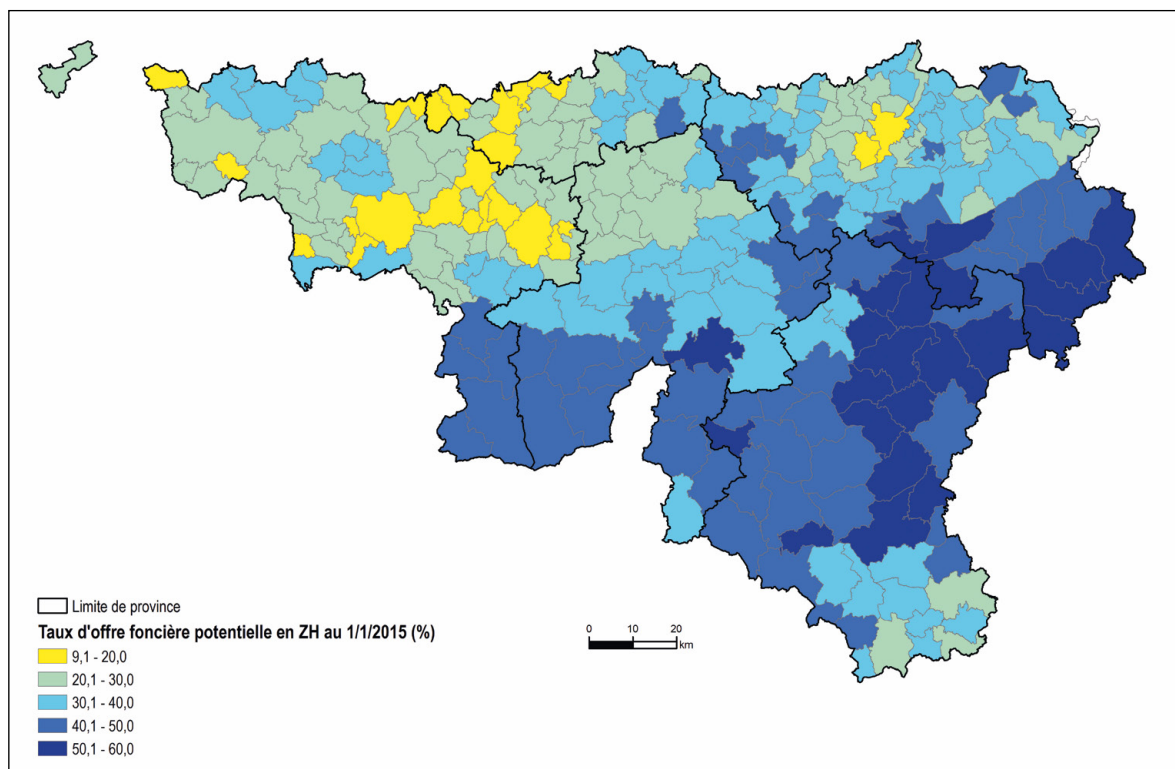 Limite de province
Taux d'offre foncière potentielle en ZH au 1/1/2015 (%)
9,1 - 20,0
20,1 - 30,0
30,1 - 40,0
40,1 - 50,0
50,1 - 60,0
0 10 20
km